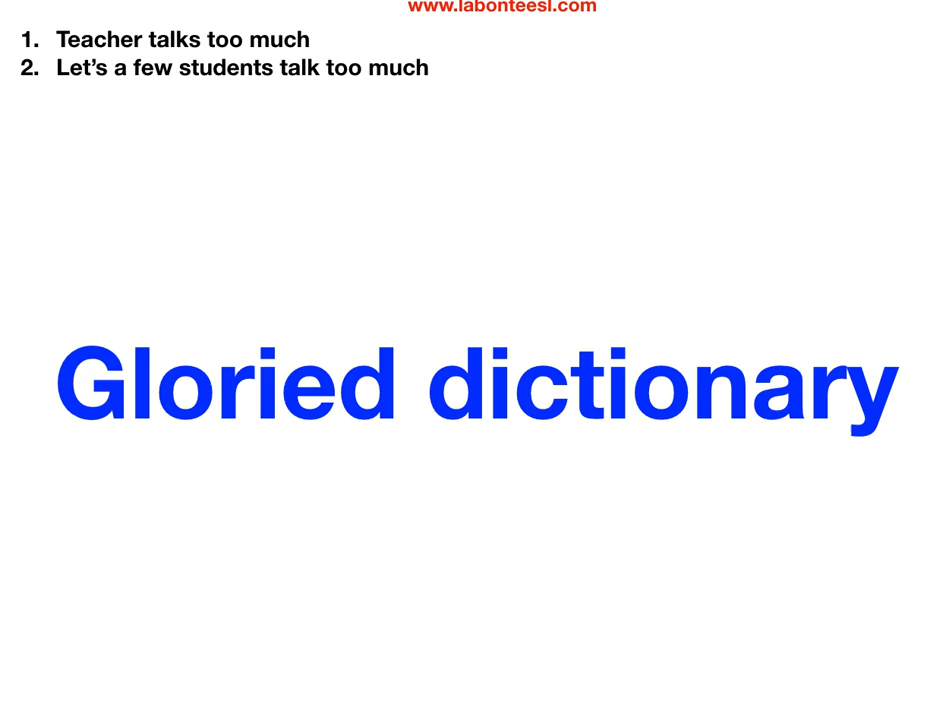 www.labonteesl.com
1. Teacher talks too much
2. Let's a few students talk too much
Gloried dictionary